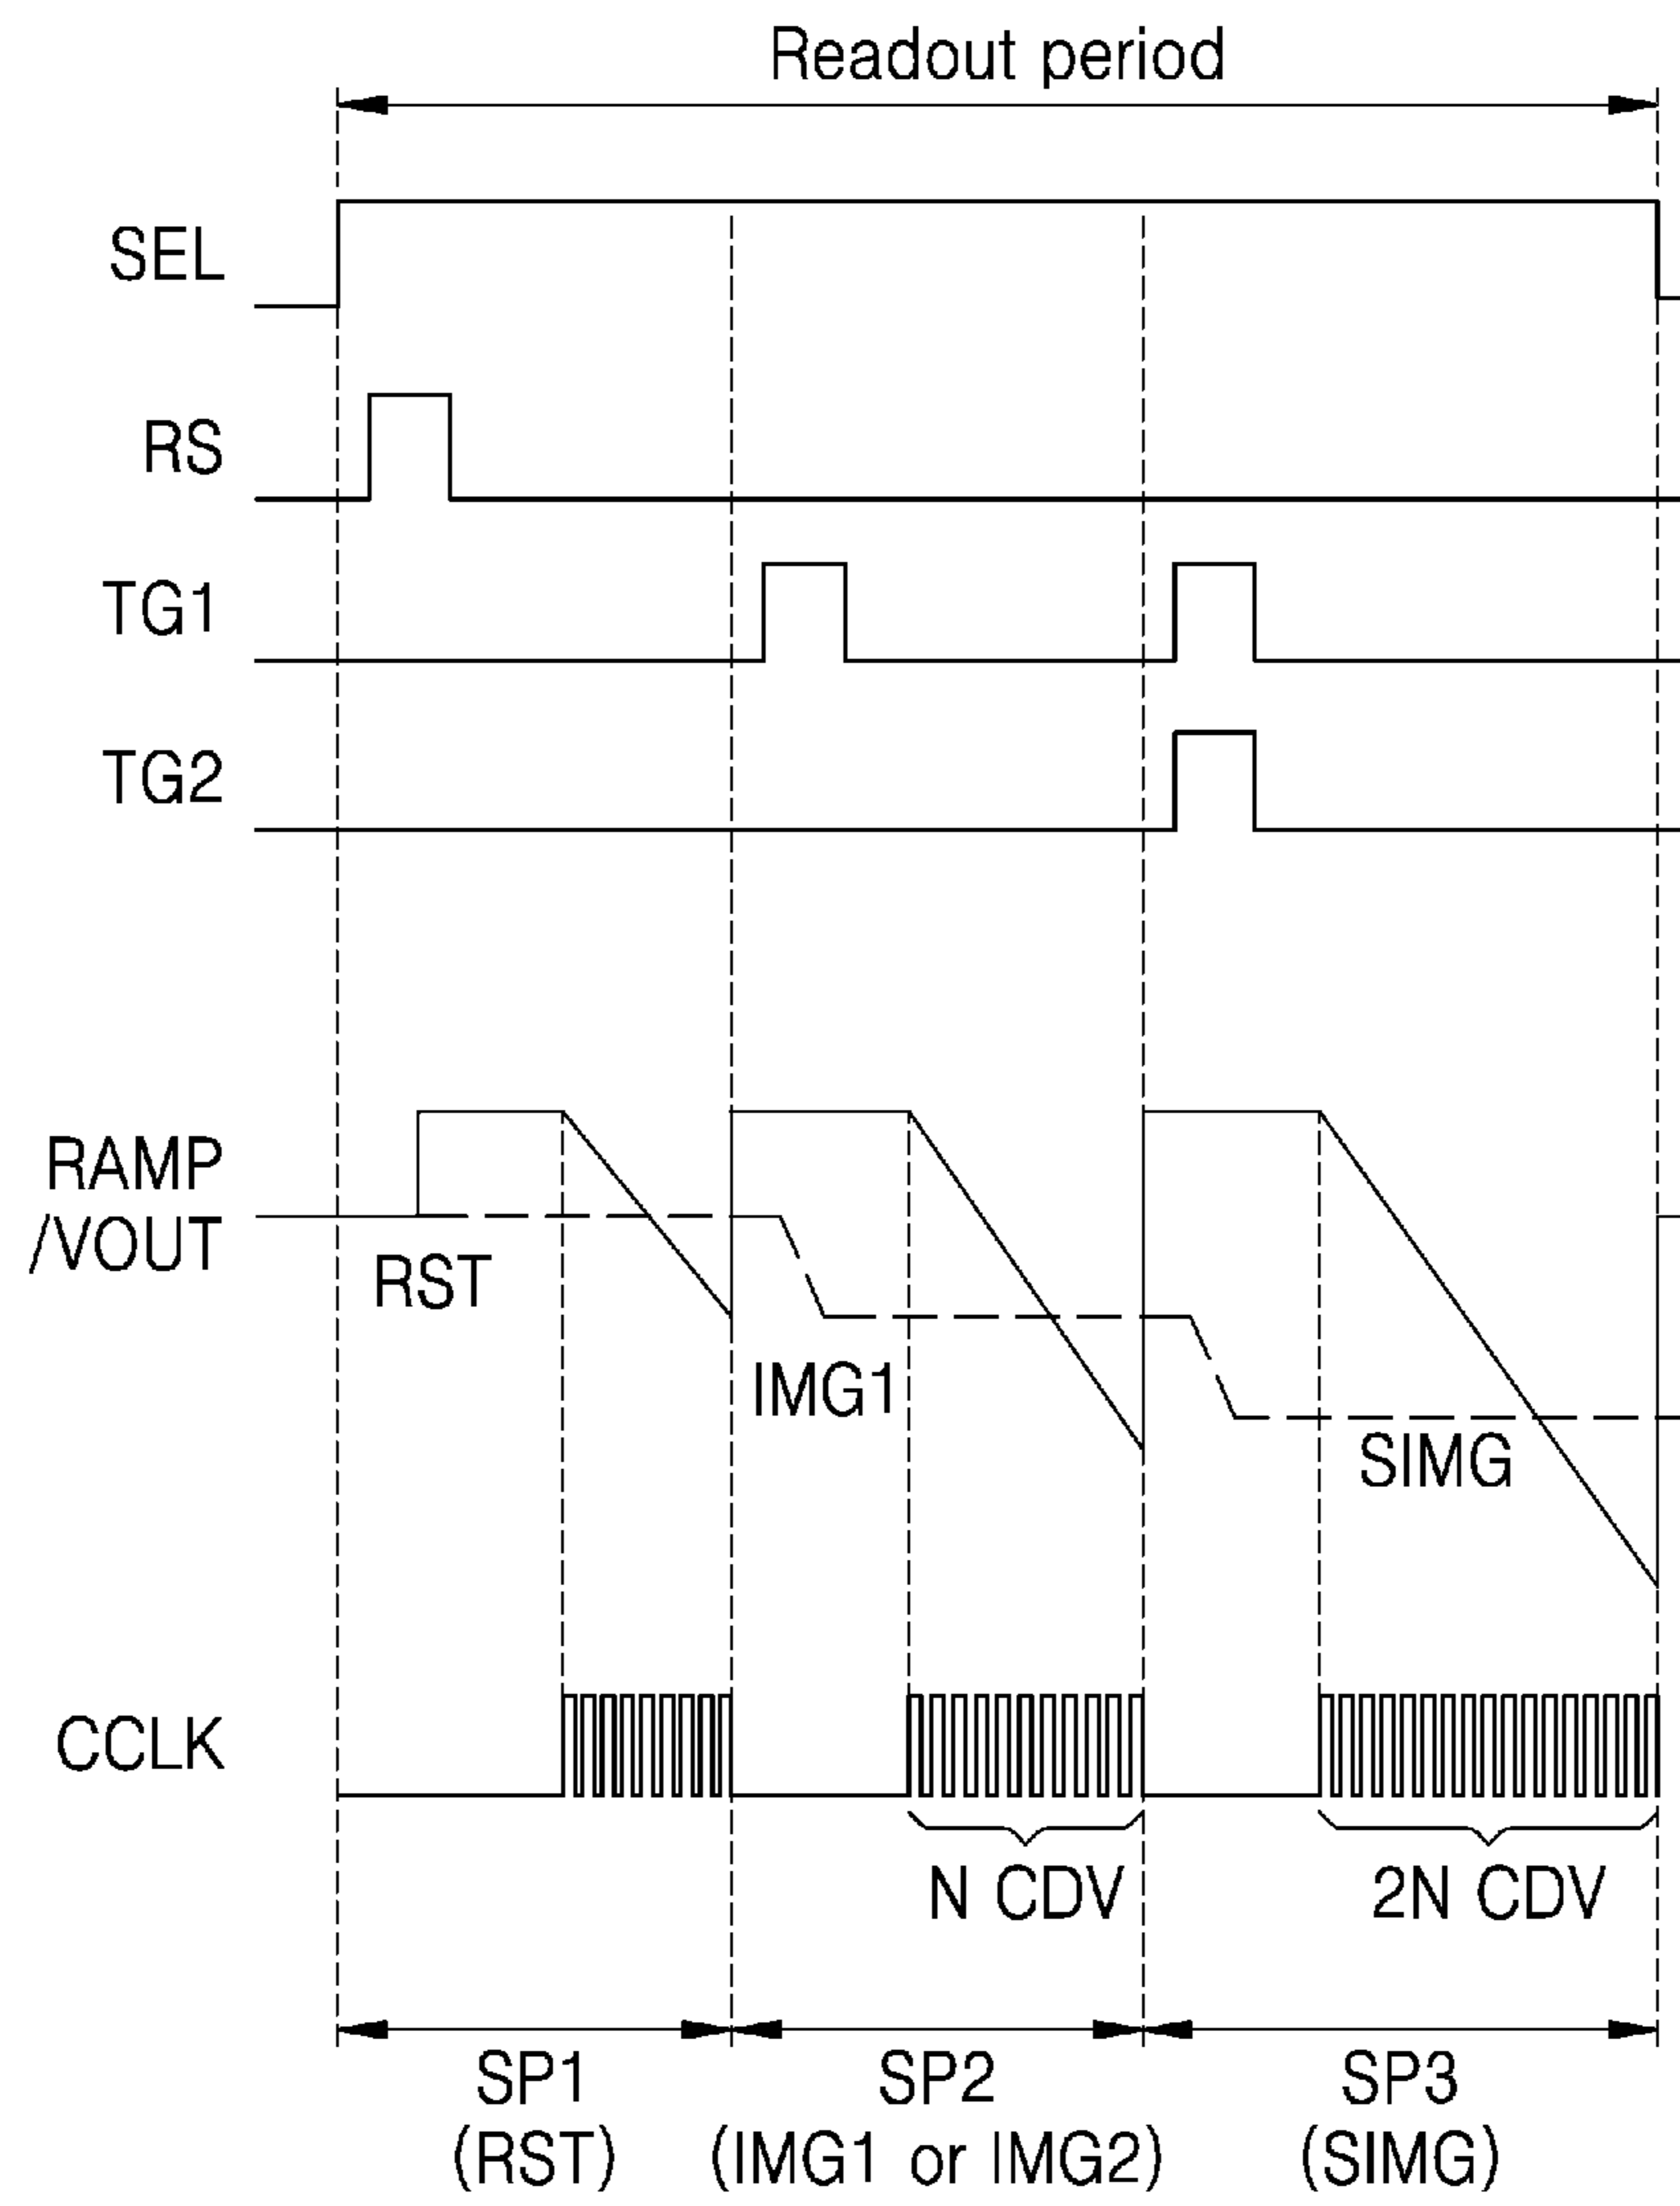 Readout period
SEL
RS
TG1
TG2
RAMP
/VOUT
RST
IMG1
SIMG
CCLK
N CDV
2N CDV
SP1
(RST)
SP2
(IMG1 or IMG2)
SP3
(SIMG)